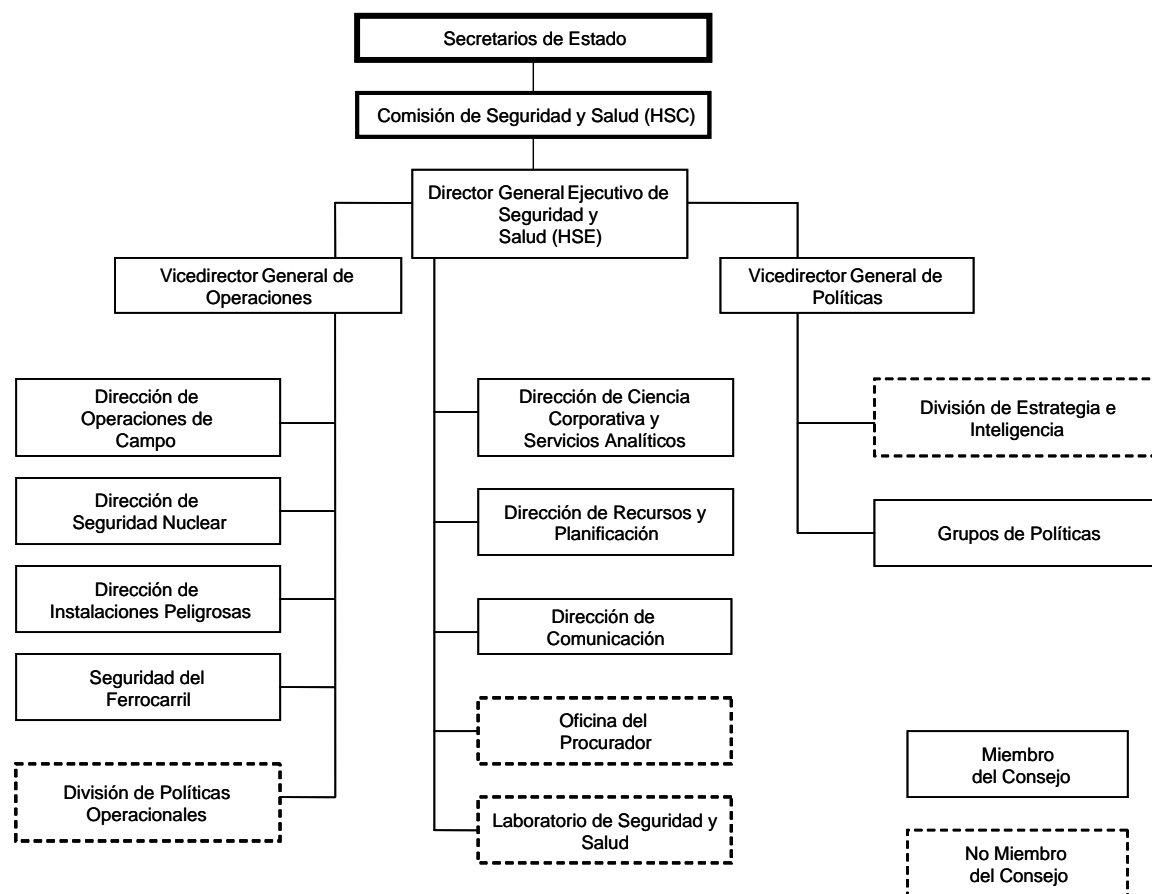 Secretarios de Estado
Comisión de Seguridad y Salud (HSC)
Director General Ejecutivo de
Seguridad y
Salud (HSE)
Vicedirector General de
Operaciones
Vicedirector General de
Políticas
Dirección de
Operaciones de
Campo
Dirección de
Seguridad Nuclear
Dirección de
Instalaciones Peligrosas
Seguridad del
Ferrocarril
División de Políticas
Operacionales
Dirección de Ciencia
Corporativa y
Servicios Analíticos
Dirección de Recursos y
Planificación
Dirección de
Comunicación
Oficina del
Procurador
Laboratorio de Seguridad y
Salud
División de Estrategia e
Inteligencia
Grupos de Políticas
Miembro
del Consejo
No Miembro
del Consejo